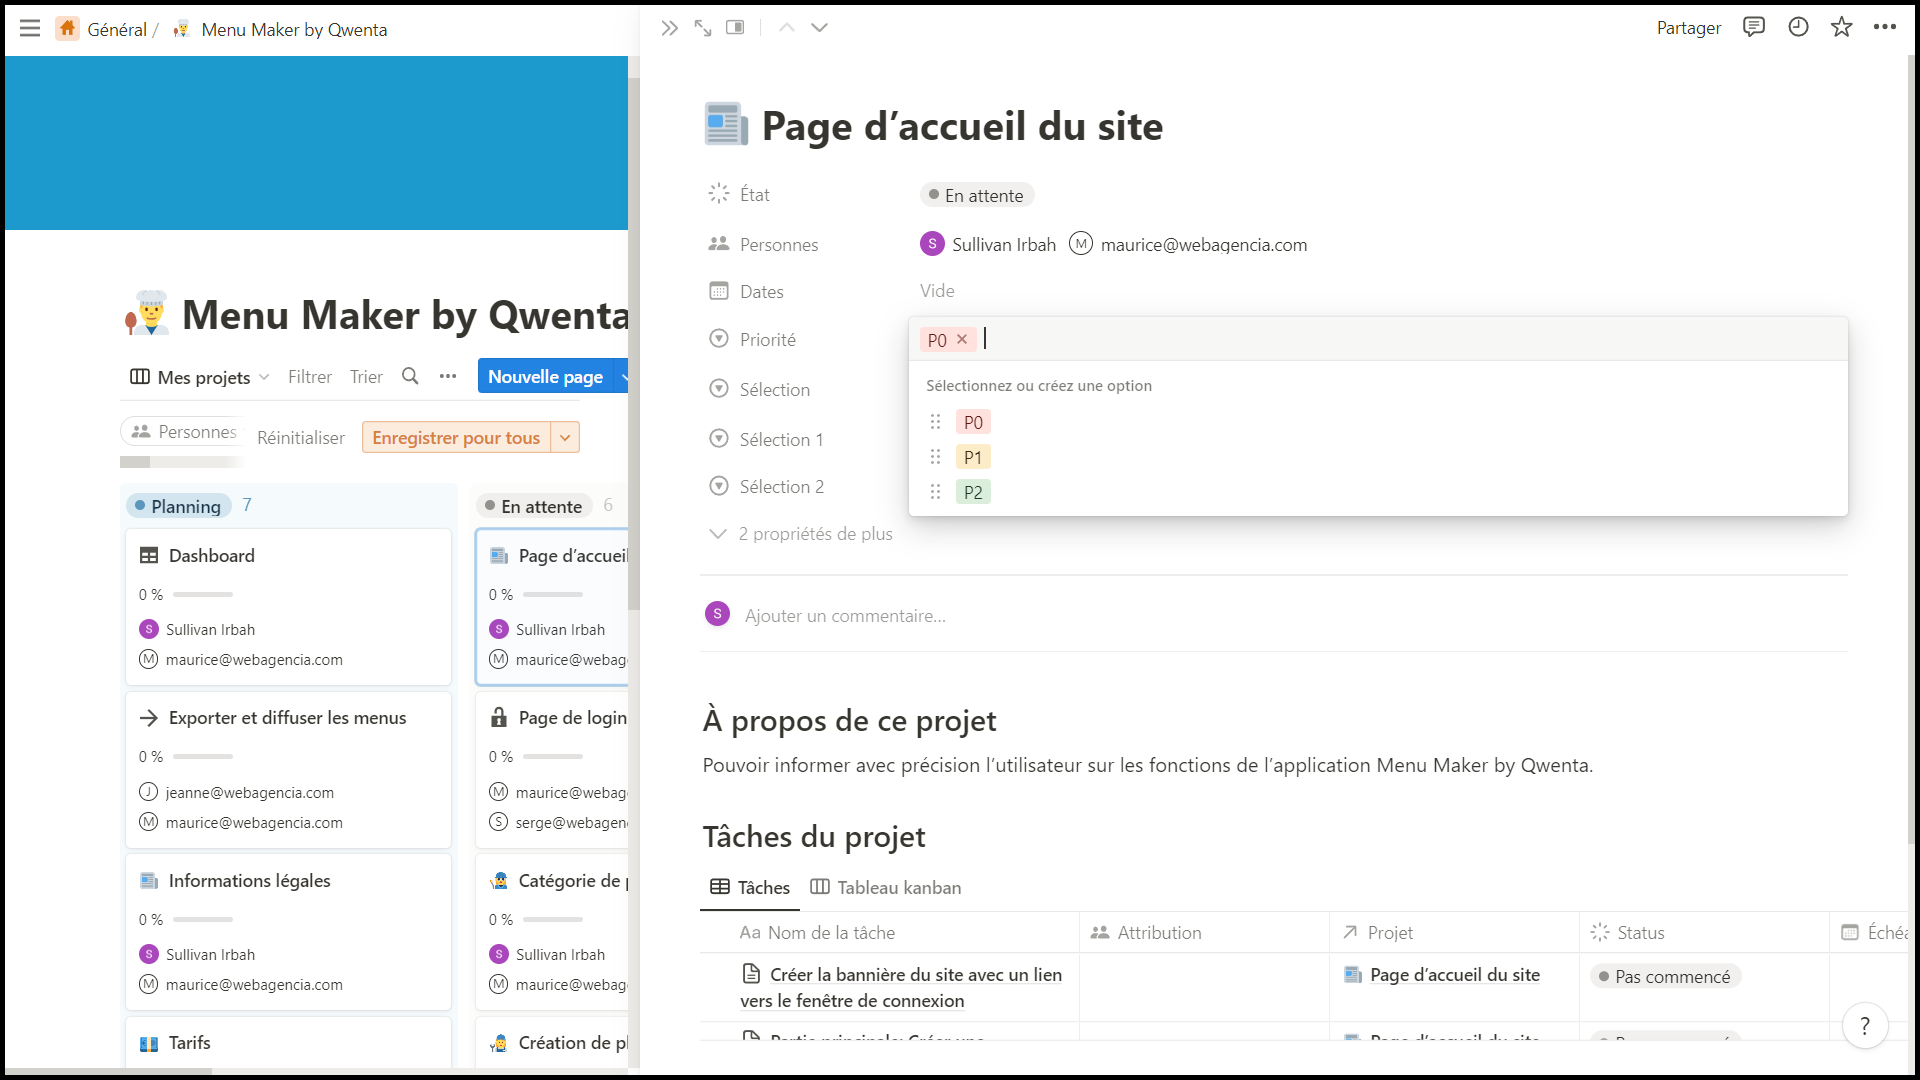 Général / Menu Maker by Qwenta
Partager
Menu Maker by Qwenta
Mes projets Filtrer Trier Nouvelle page
Personnes Réinitialiser Enregistrer pour tous
Planning 7
Dashboard
0 %
S Sullivan Irbah
M maurice@webagencia.com
Exporter et diffuser les menus
0 %
J jeanne@webagencia.com
M maurice@webagencia.com
Informations légales
0 %
S Sullivan Irbah
M maurice@webagencia.com
Tarifs
En attente 6
Page d’accueil
0 %
S Sullivan Irbah
M maurice@webag
Page de login
0 %
M maurice@webag
S serge@webagen
Catégorie de p
0 %
S Sullivan Irbah
M maurice@webag
Création de pl
Page d’accueil du site
État En attente
Personnes S Sullivan Irbah M maurice@webagencia.com
Dates Vide
Priorité P0
Sélectionnez ou créez une option
P0
P1
P2
Sélection
Sélection 1
Sélection 2
2 propriétés de plus
S Ajouter un commentaire...
À propos de ce projet
Pouvoir informer avec précision l’utilisateur sur les fonctions de l’application Menu Maker by Qwenta.
Tâches du projet
Tâches Tableau kanban
Aa Nom de la tâche Attribution Projet Status Échéa
Créer la bannière du site avec un lien Page d’accueil du site Pas commencé
vers le fenêtre de connexion
Partie principale: Créer une Page d’accueil du site
?